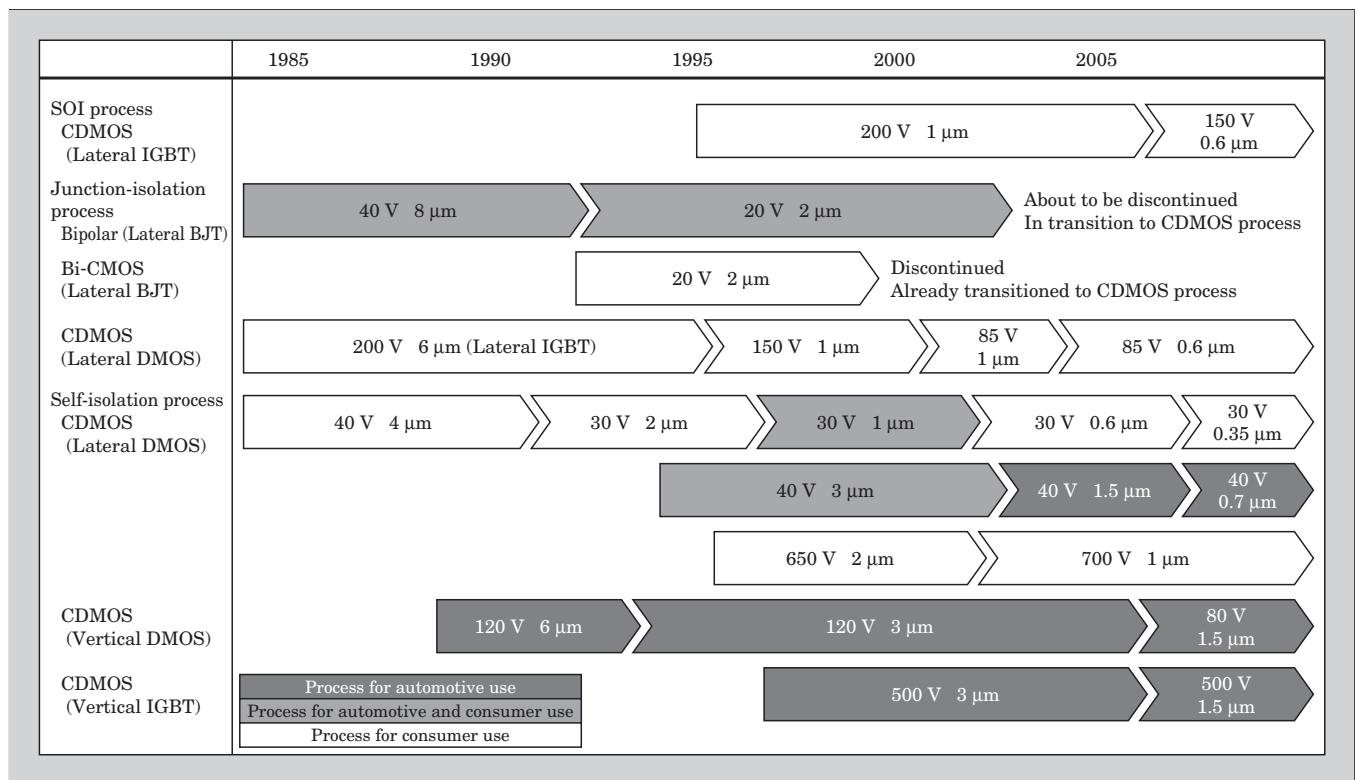 1985 1990 1995 2000 2005
SOI process
CDMOS
(Lateral IGBT)
200 V 1 μm
150 V
0.6 μm
Junction-isolation
process
Bipolar (Lateral BJT)
40 V 8 μm
20 V 2 μm
About to be discontinued
In transition to CDMOS process
Bi-CMOS
(Lateral BJT)
20 V 2 μm
Discontinued
Already transitioned to CDMOS process
CDMOS
(Lateral DMOS)
200 V 6 μm (Lateral IGBT)
150 V 1 μm
85 V
1 μm
85 V 0.6 μm
Self-isolation process
CDMOS
(Lateral DMOS)
40 V 4 μm
30 V 2 μm
30 V 1 μm
30 V 0.6 μm
30 V
0.35 μm
40 V 3 μm
40 V 1.5 μm
40 V
0.7 μm
650 V 2 μm
700 V 1 μm
CDMOS
(Vertical DMOS)
120 V 6 μm
120 V 3 μm
80 V
1.5 μm
CDMOS
(Vertical IGBT)
500 V 3 μm
500 V
1.5 μm
Process for automotive use
Process for automotive and consumer use
Process for consumer use